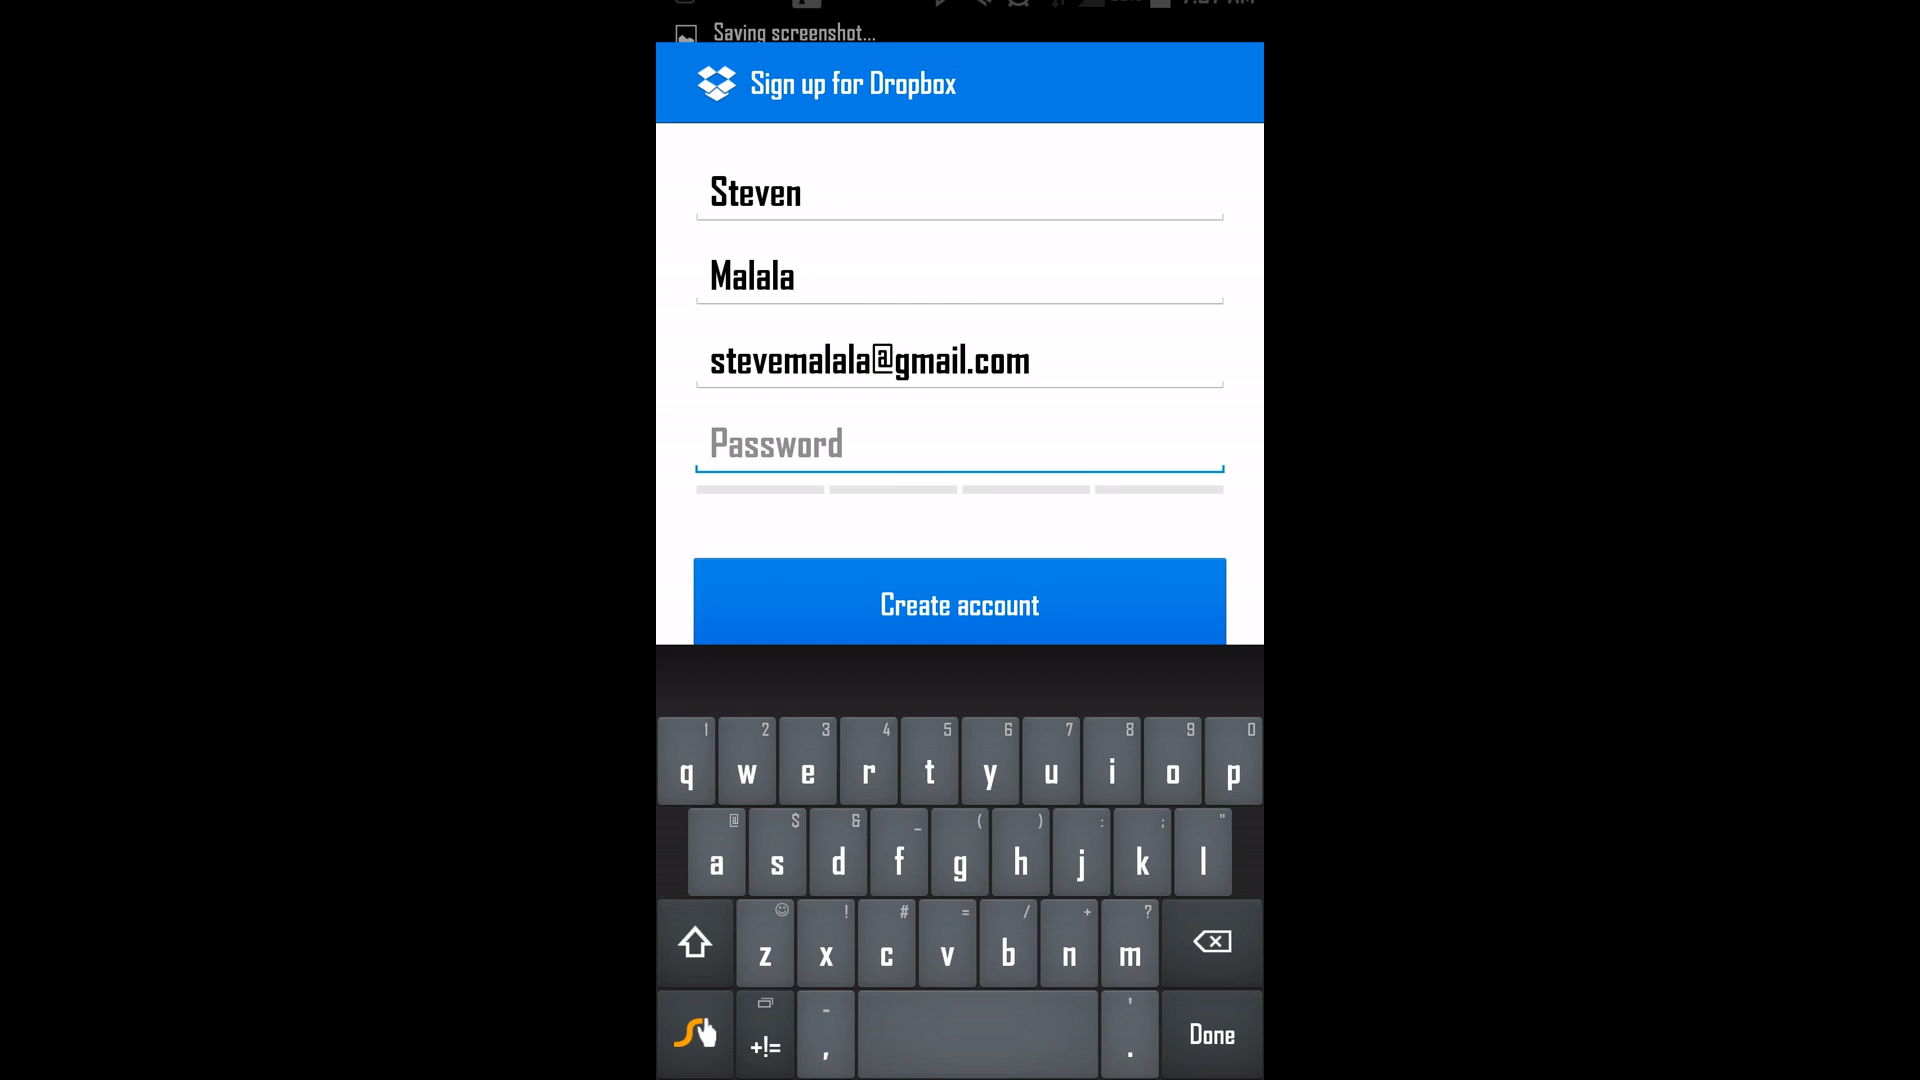 Saving screenshot...
Sign up for Dropbox
Steven
Malala
stevemalala@gmail.com
Password
Create account
1 2 3 4 5 6 7 8 9 0
q w e r t y u i o p
@ $ & _ ( ) : ; "
a s d f g h j k l
! # = / + ?
z x c v b n m
- '
+!= , . Done